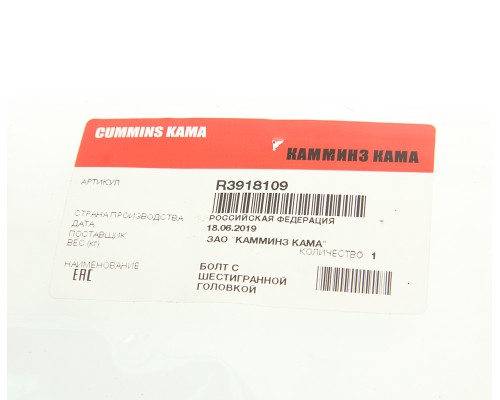 CUMMINS KAMA
КАММИНЗ КАМА
АРТИКУЛ R3918109
СТРАНА ПРОИЗВОДСТВА РОССИЙСКАЯ ФЕДЕРАЦИЯ
ДАТА 18.06.2019
ПОСТАВЩИК ЗАО "КАММИНЗ КАМА"
ВЕС (КГ) КОЛИЧЕСТВО 1
НАИМЕНОВАНИЕ БОЛТ С
ЕАС ШЕСТИГРАННОЙ
ГОЛОВКОЙ